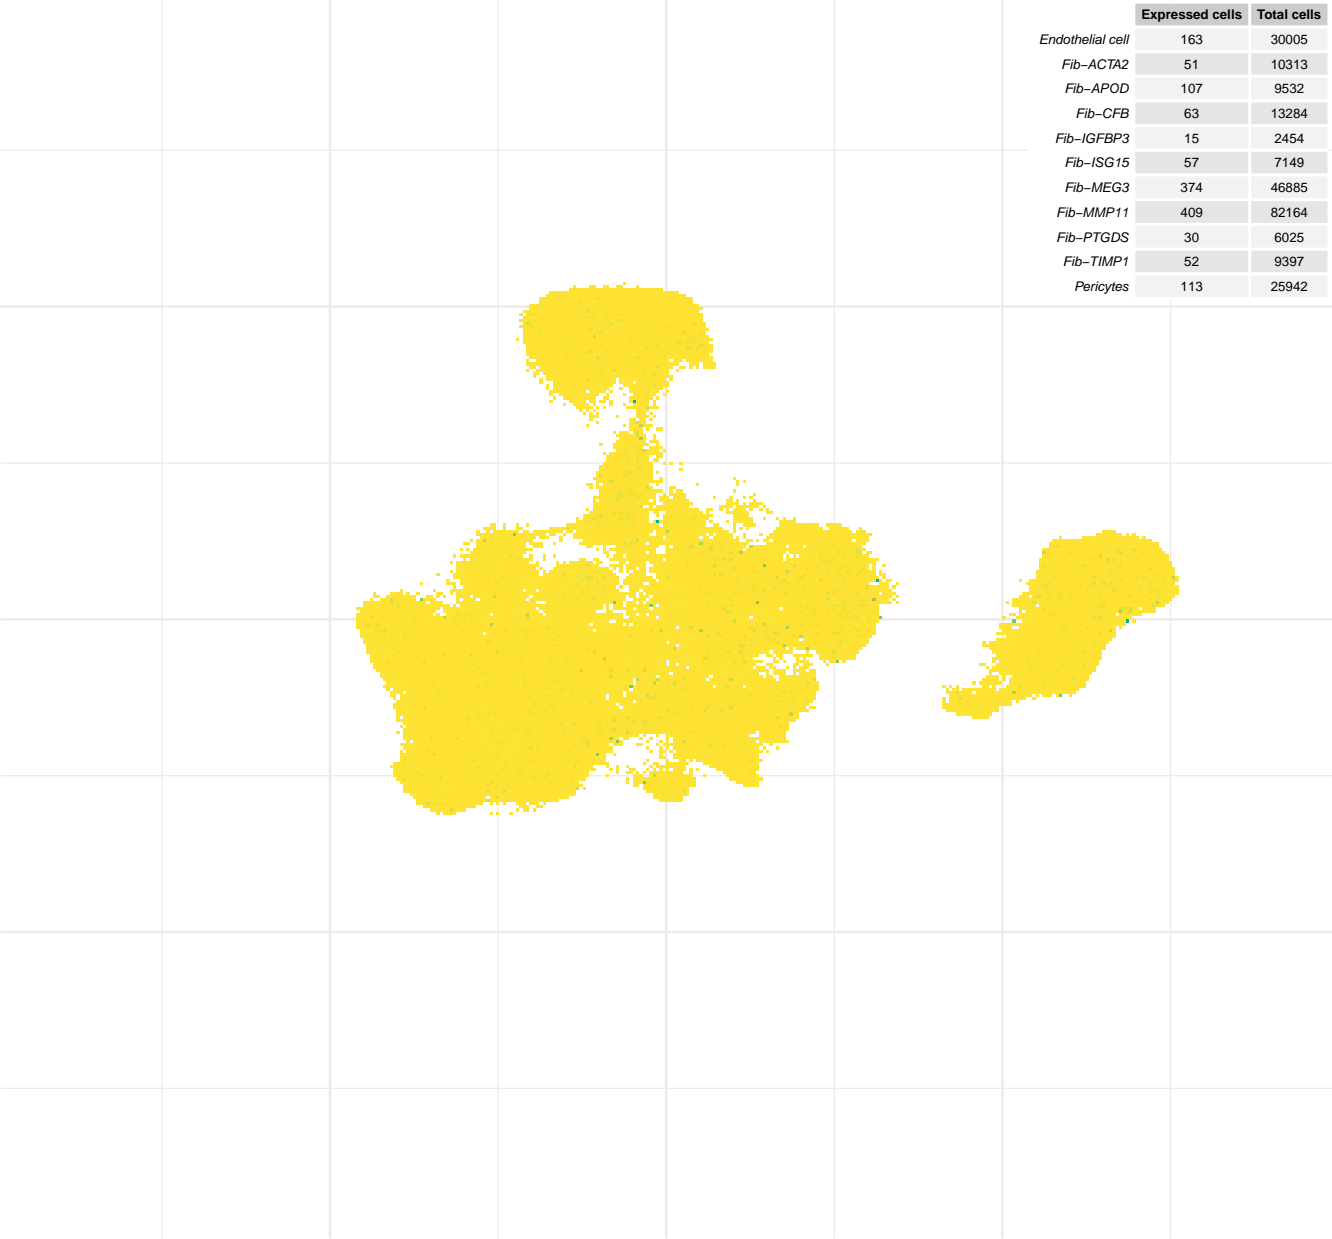 Expressed cells Total cells
Endothelial cell 163 30005
Fib−ACTA2 51 10313
Fib−APOD 107 9532
Fib−CFB 63 13284
Fib−IGFBP3 15 2454
Fib−ISG15 57 7149
Fib−MEG3 374 46885
Fib−MMP11 409 82164
Fib−PTGDS 30 6025
Fib−TIMP1 52 9397
Pericytes 113 25942